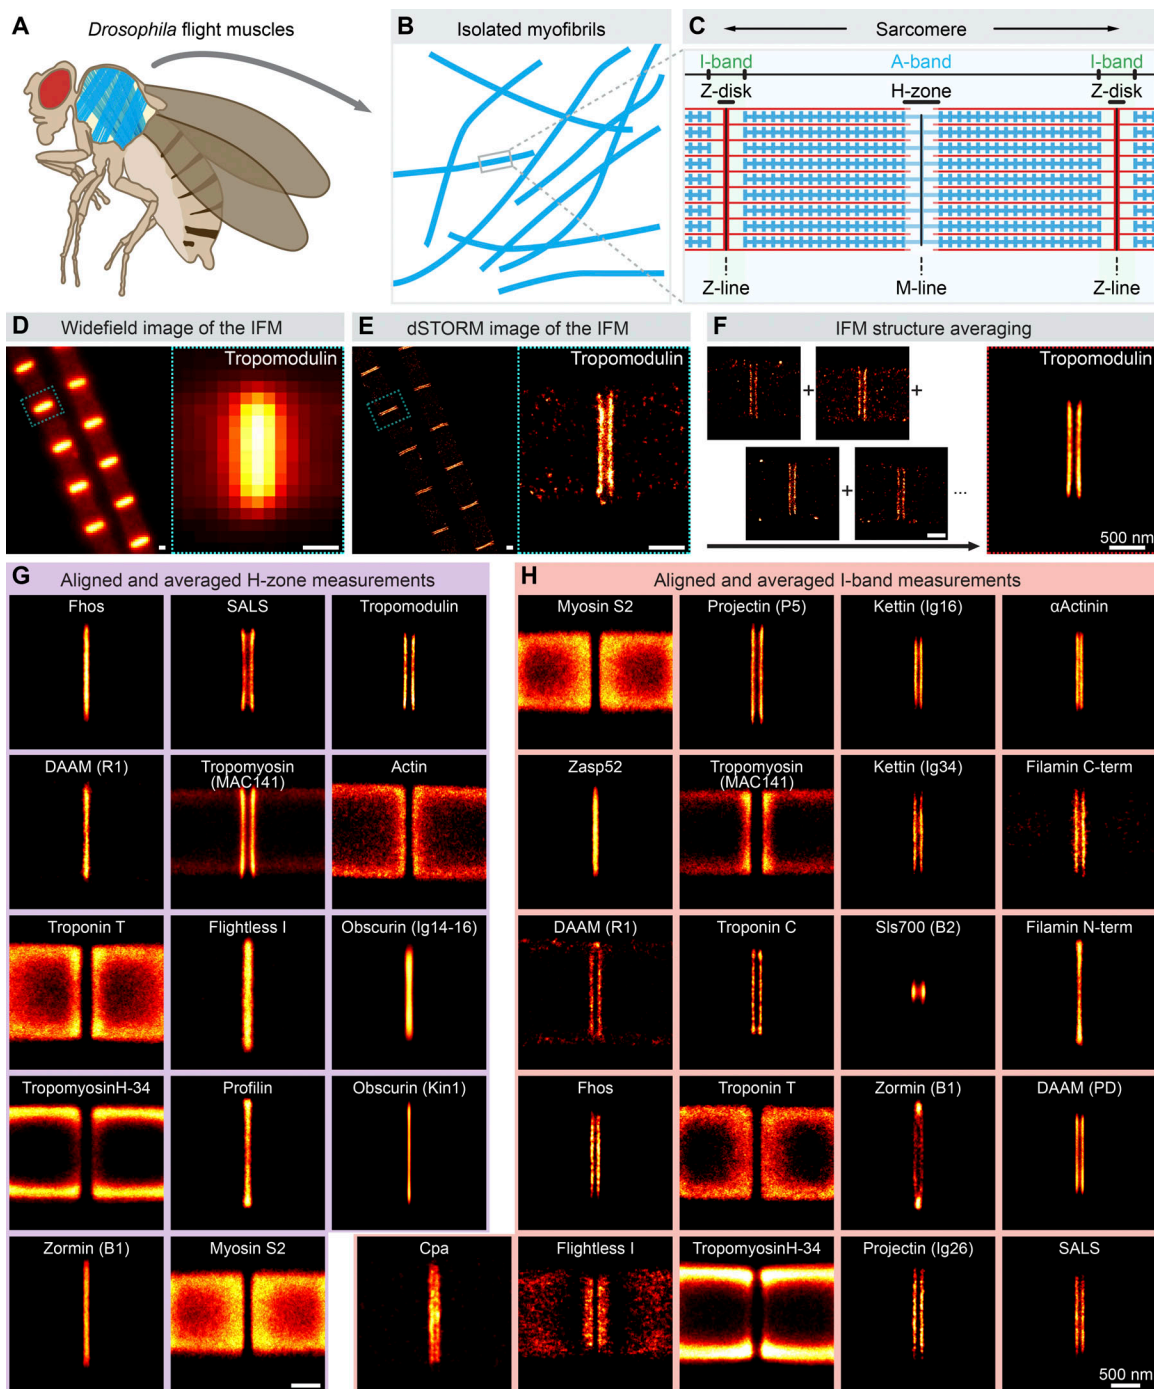 A
Drosophila flight muscles
B
Isolated myofibrils
C
Sarcomere
I-band
A-band
I-band
Z-disk
H-zone
Z-disk
Z-line
M-line
Z-line
D
Widefield image of the IFM
Tropomodulin
E
dSTORM image of the IFM
Tropomodulin
F
IFM structure averaging
+
+
+
...
Tropomodulin
500 nm
G
Aligned and averaged H-zone measurements
Fhos
SALS
Tropomodulin
DAAM (R1)
Tropomyosin
(MAC141)
Actin
Troponin T
Flightless I
Obscurin (Ig14-16)
TropomyosinH-34
Profilin
Obscurin (Kin1)
Zormin (B1)
Myosin S2
H
Aligned and averaged I-band measurements
Myosin S2
Projectin (P5)
Kettin (Ig16)
αActinin
Zasp52
Tropomyosin
(MAC141)
Kettin (Ig34)
Filamin C-term
DAAM (R1)
Troponin C
Sls700 (B2)
Filamin N-term
Fhos
Troponin T
Zormin (B1)
DAAM (PD)
Cpa
Flightless I
TropomyosinH-34
Projectin (Ig26)
SALS
500 nm